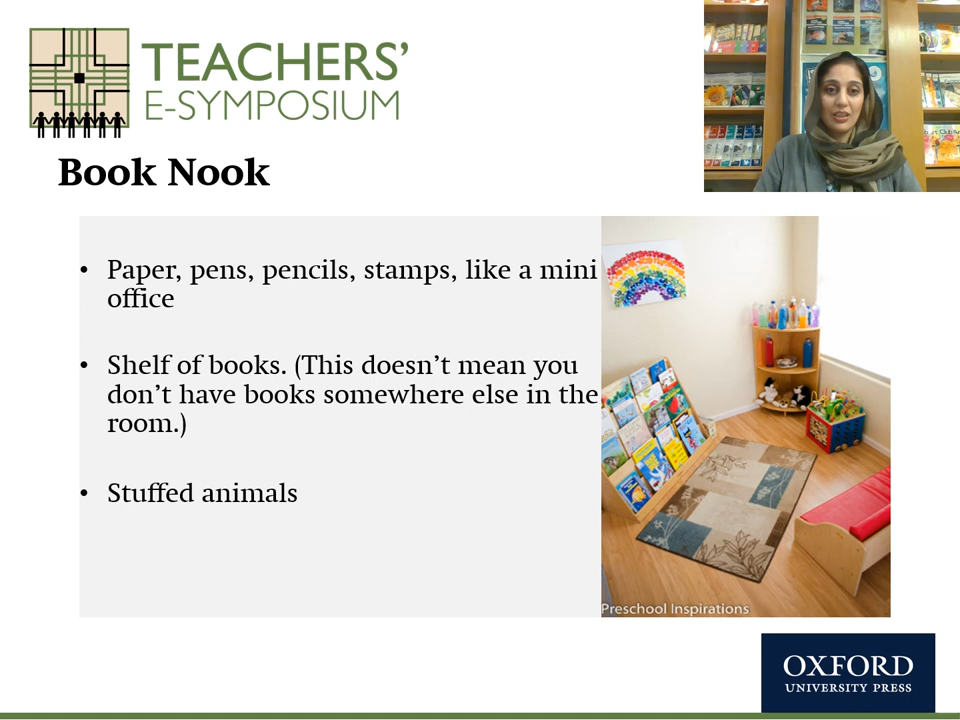 TEACHERS'
E-SYMPOSIUM
Book Nook
• Paper, pens, pencils, stamps, like a mini
office
• Shelf of books. (This doesn’t mean you
don’t have books somewhere else in the
room.)
• Stuffed animals
Preschool Inspirations
OXFORD
UNIVERSITY PRESS